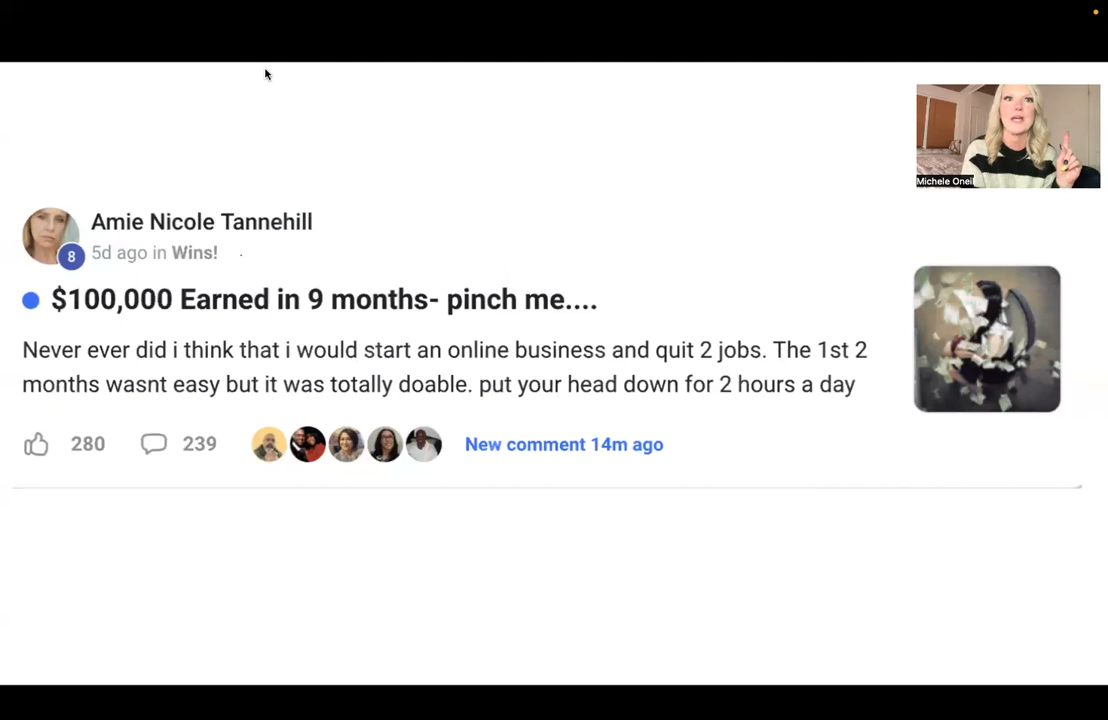 Michele Oneil
Amie Nicole Tannehill
8
5d ago in Wins!
$100,000 Earned in 9 months- pinch me....
Never ever did i think that i would start an online business and quit 2 jobs. The 1st 2
months wasnt easy but it was totally doable. put your head down for 2 hours a day
280 239 New comment 14m ago